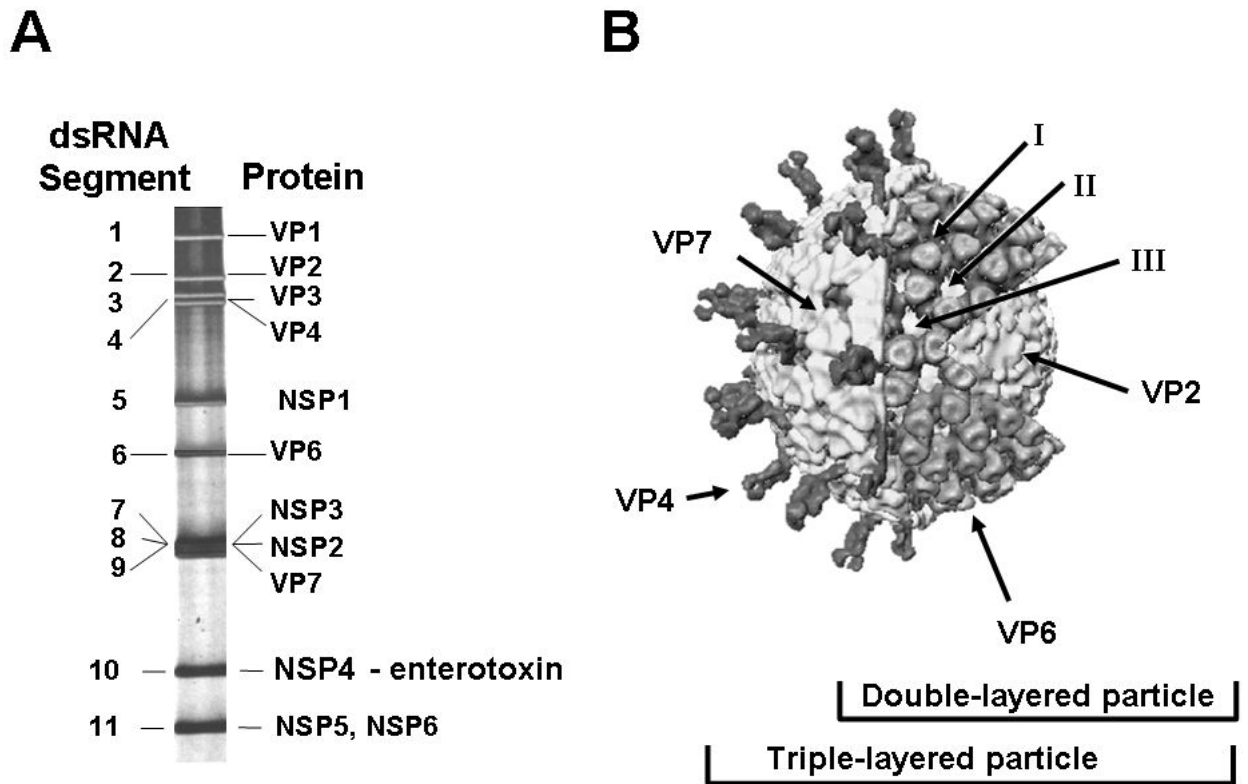 A
dsRNA
Segment
Protein
1
VP1
2
VP2
3
VP3
4
VP4
5
NSP1
6
VP6
7
NSP3
8
NSP2
9
VP7
10
NSP4 - enterotoxin
11
NSP5, NSP6
B
I
II
III
VP7
VP2
VP4
VP6
Double-layered particle
Triple-layered particle